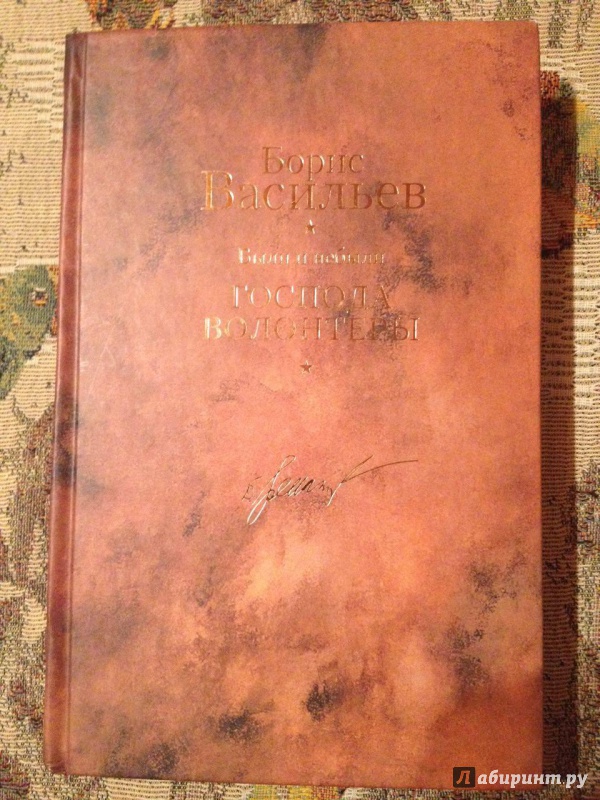 Борис
Васильев
Были и небыли
ГОСПОДА
ВОЛОНТЕРЫ
Лабиринт.ру